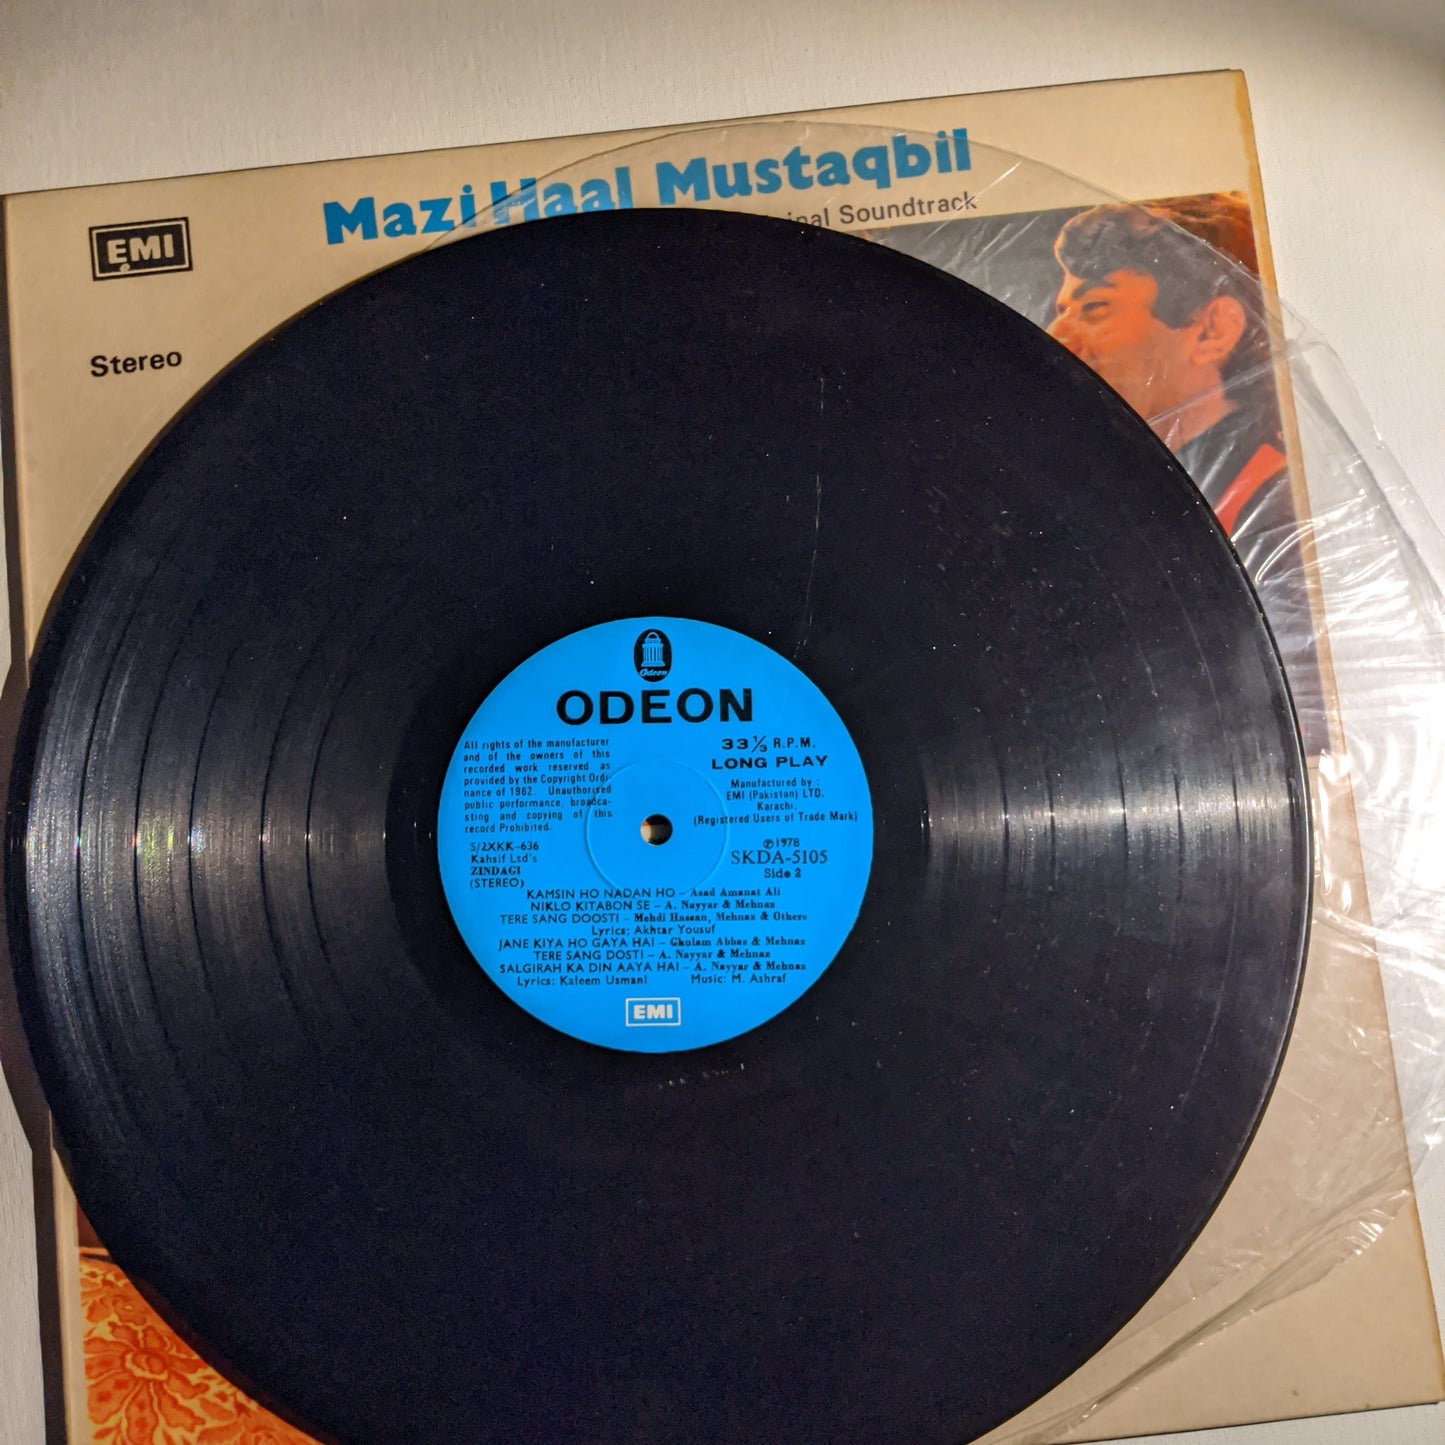 Mazi Haal Mustaqbil
Soundtrack
EMI
Stereo
Odeon
ODEON
All rights of the manufacturer
and of the owners of this
recorded work reserved as
provided by the Copyright Ordi-
nance of 1962. Unauthorised
public performance, broadca-
sting and copying of this
record Prohibited.
33⅓ R.P.M.
LONG PLAY
Manufactured by :
EMI (Pakistan) LTD.
Karachi.
(Registered Users of Trade Mark)
S/2XKK-636
Kahsif Ltd's
ZINDAGI
(STEREO)
℗ 1978
SKDA-5105
Side 2
KAMSIN HO NADAN HO – Asad Amanat Ali
NIKLO KITABON SE – A. Nayyar & Mehnaz
TERE SANG DOOSTI – Mehdi Hassan, Mehnaz & Others
Lyrics: Akhtar Yousuf
JANE KIYA HO GAYA HAI – Ghulam Abbas & Mehnaz
TERE SANG DOSTI – A. Nayyar & Mehnaz
SALGIRAH KA DIN AAYA HAI – A. Nayyar & Mehnaz
Lyrics: Kaleem Usmani Music: M. Ashraf
EMI